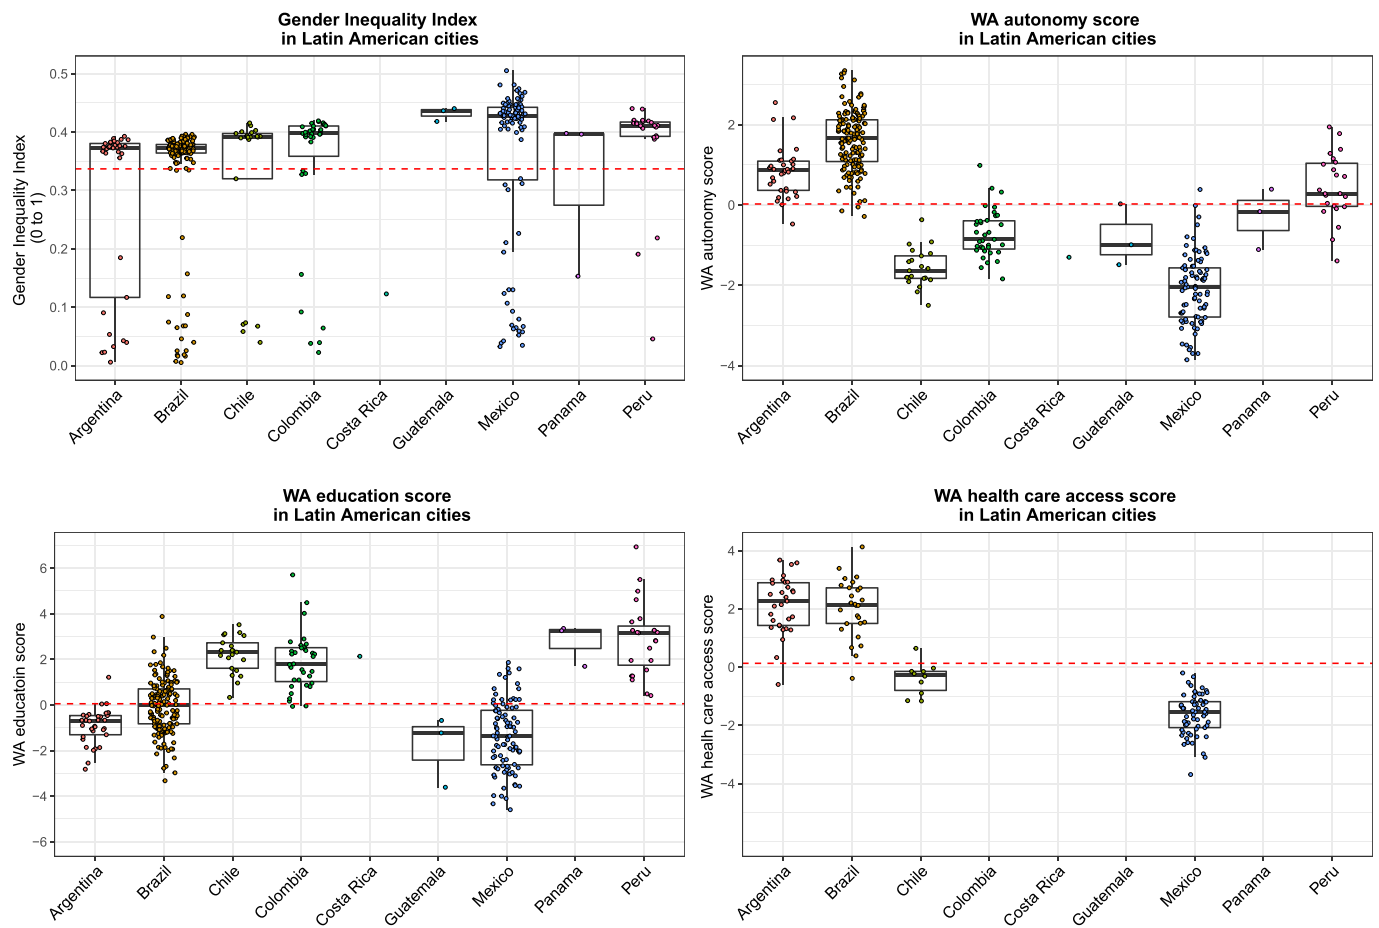 Gender Inequality Index
in Latin American cities
Gender Inequality Index
(0 to 1)
0.5
0.4
0.3
0.2
0.1
0.0
Argentina
Brazil
Chile
Colombia
Costa Rica
Guatemala
Mexico
Panama
Peru
WA autonomy score
in Latin American cities
WA autonomy score
2
0
−2
−4
Argentina
Brazil
Chile
Colombia
Costa Rica
Guatemala
Mexico
Panama
Peru
WA education score
in Latin American cities
WA educatoin score
6
4
2
0
−2
−4
−6
Argentina
Brazil
Chile
Colombia
Costa Rica
Guatemala
Mexico
Panama
Peru
WA health care access score
in Latin American cities
WA healh care access score
4
2
0
−2
−4
Argentina
Brazil
Chile
Colombia
Costa Rica
Guatemala
Mexico
Panama
Peru